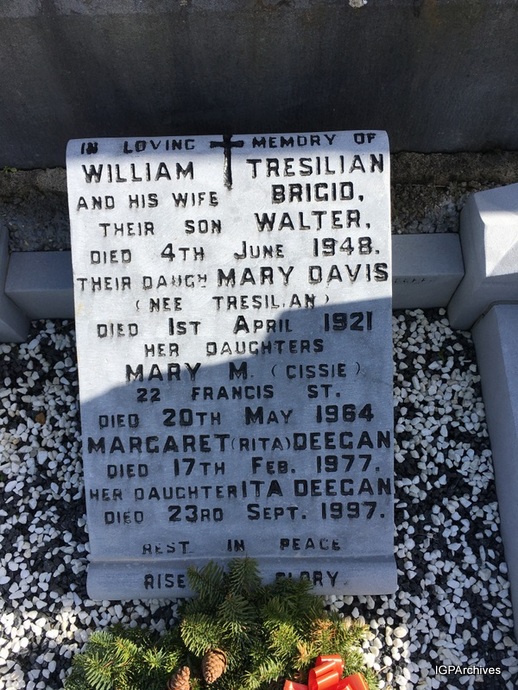 IN LOVING MEMORY OF
WILLIAM TRESILIAN
AND HIS WIFE BRIGID,
THEIR SON WALTER,
DIED 4TH JUNE 1948.
THEIR DAUGH MARY DAVIS
(NEE TRESILIAN)
DIED 1ST APRIL 1921
HER DAUGHTERS
MARY M. (CISSIE)
22 FRANCIS ST.
DIED 20TH MAY 1964
MARGARET (RITA) DEEGAN
DIED 17TH FEB. 1977.
HER DAUGHTER ITA DEEGAN
DIED 23RD SEPT. 1997.
REST IN PEACE
RISE GLORY
IGPArchives